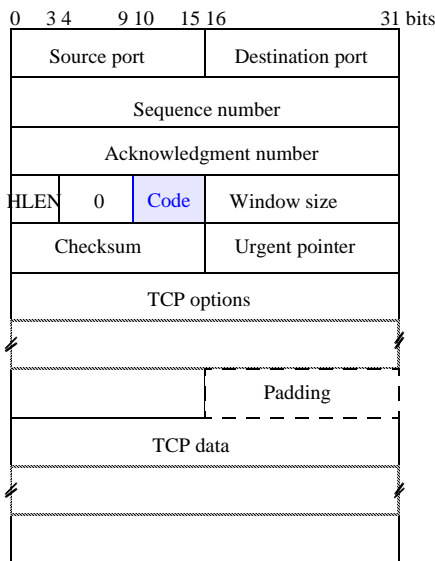 0 3 4 9 10 15 16 31 bits
Source port Destination port
Sequence number
Acknowledgment number
HLEN 0 Code Window size
Checksum Urgent pointer
TCP options
Padding
TCP data